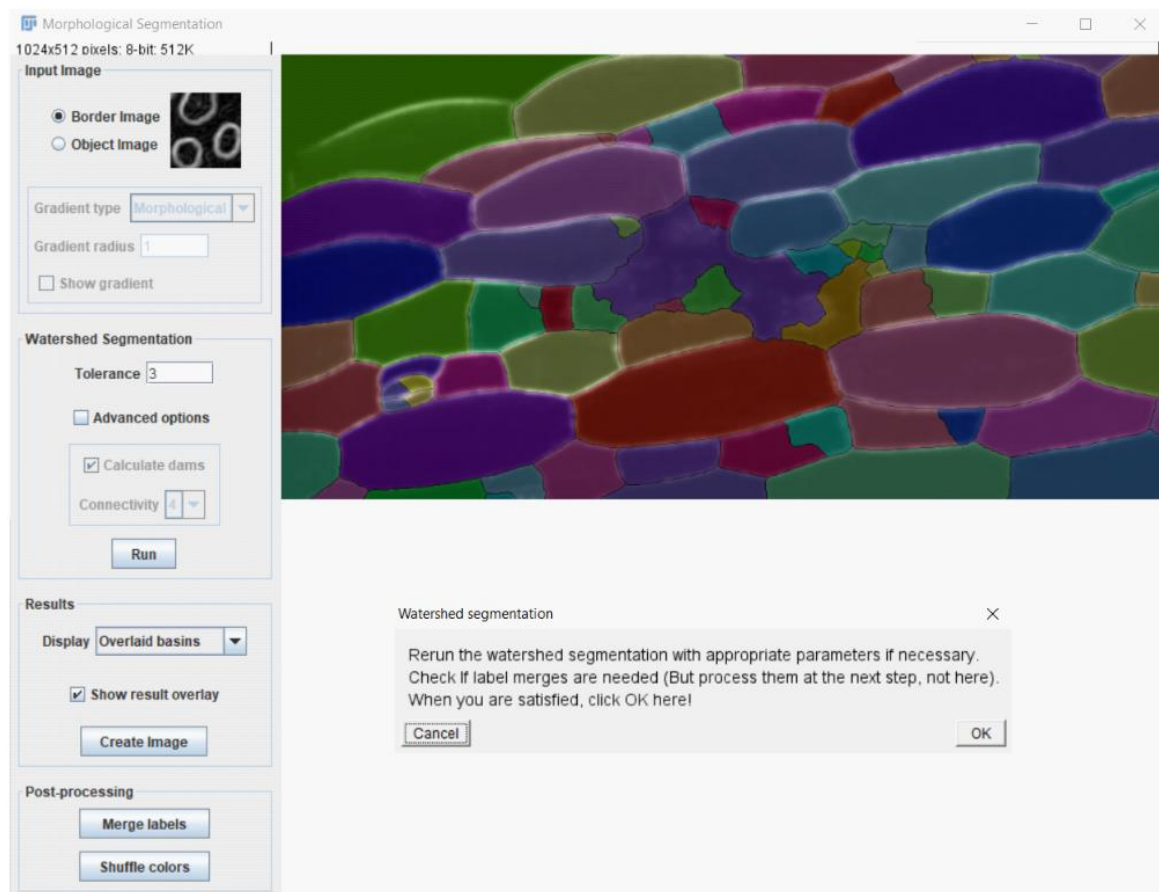 Morphological Segmentation
1024x512 pixels; 8-bit; 512K
Input Image
Border Image
Object Image
Gradient type Morphological
Gradient radius 1
Show gradient
Watershed Segmentation
Tolerance 3
Advanced options
Calculate dams
Connectivity 4
Run
Results
Display Overlaid basins
Show result overlay
Create Image
Post-processing
Merge labels
Shuffle colors
Watershed segmentation
Rerun the watershed segmentation with appropriate parameters if necessary.
Check If label merges are needed (But process them at the next step, not here).
When you are satisfied, click OK here!
Cancel OK